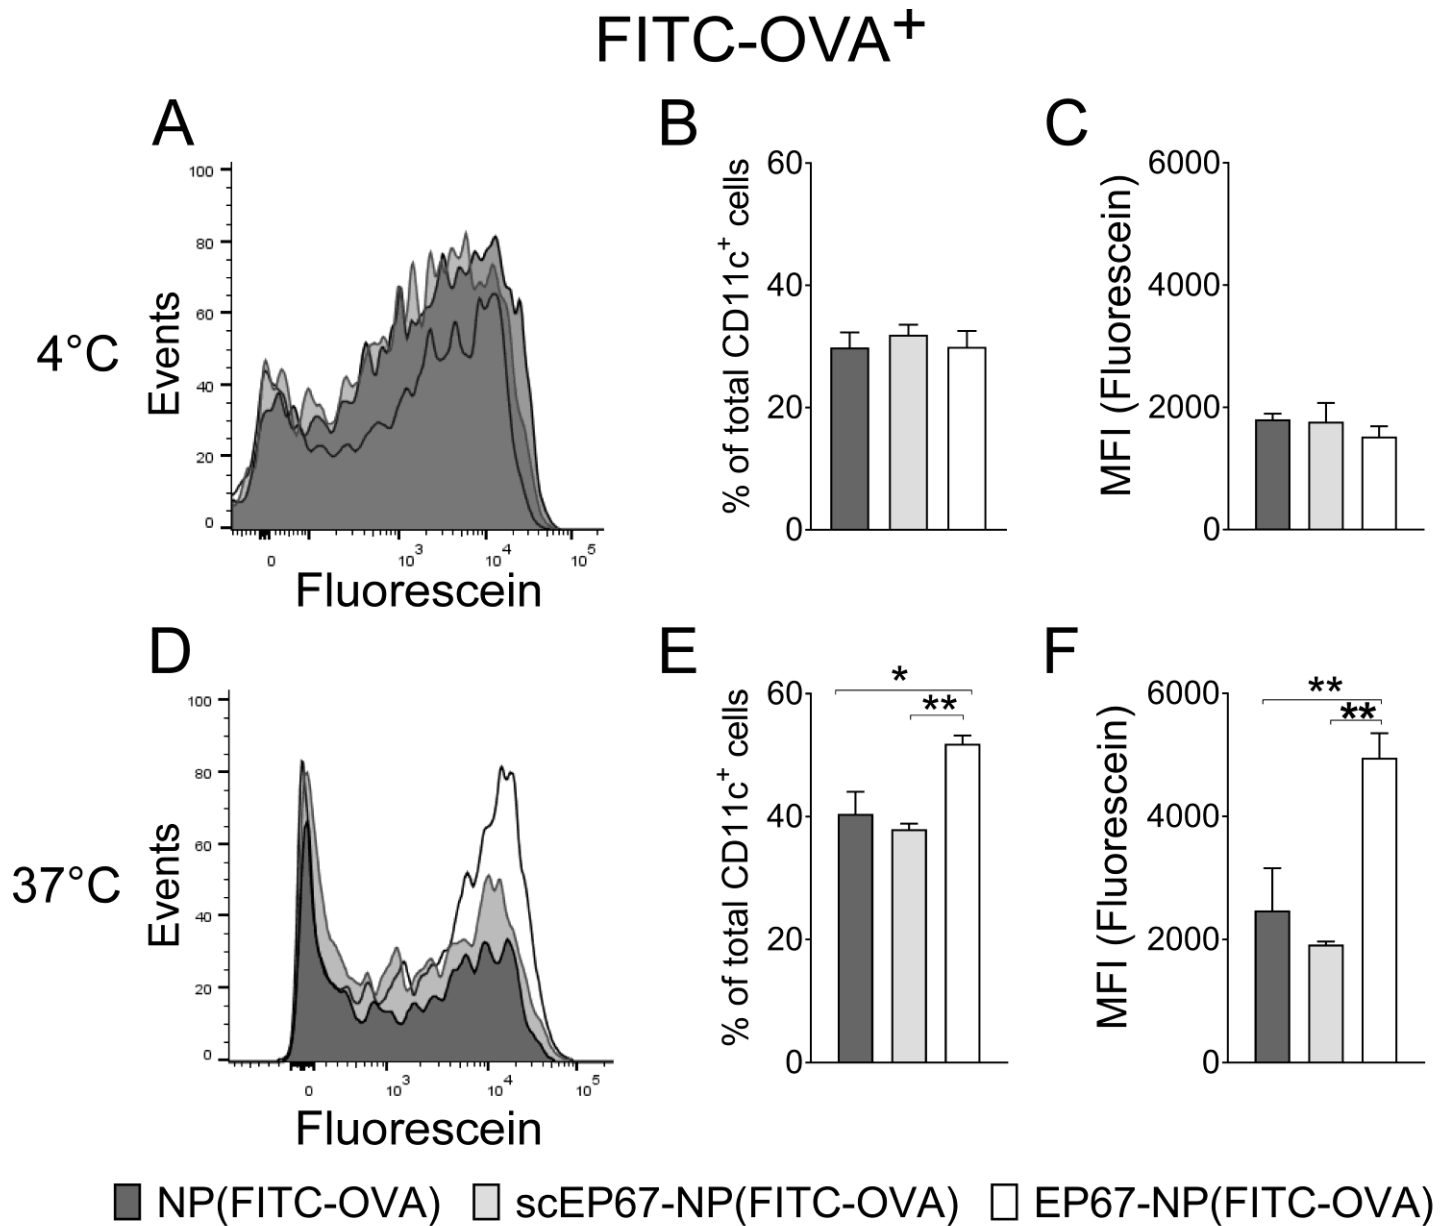 FITC-OVA+
A
B
C
4°C
Events
100
80
60
40
20
0
0
10^3
10^4
10^5
Fluorescein
% of total CD11c+ cells
60
40
20
0
MFI (Fluorescein)
6000
4000
2000
0
D
E
F
37°C
Events
100
80
60
40
20
0
0
10^3
10^4
10^5
Fluorescein
% of total CD11c+ cells
60
40
20
0
*
**
MFI (Fluorescein)
6000
4000
2000
0
**
**
NP(FITC-OVA) scEP67-NP(FITC-OVA) EP67-NP(FITC-OVA)